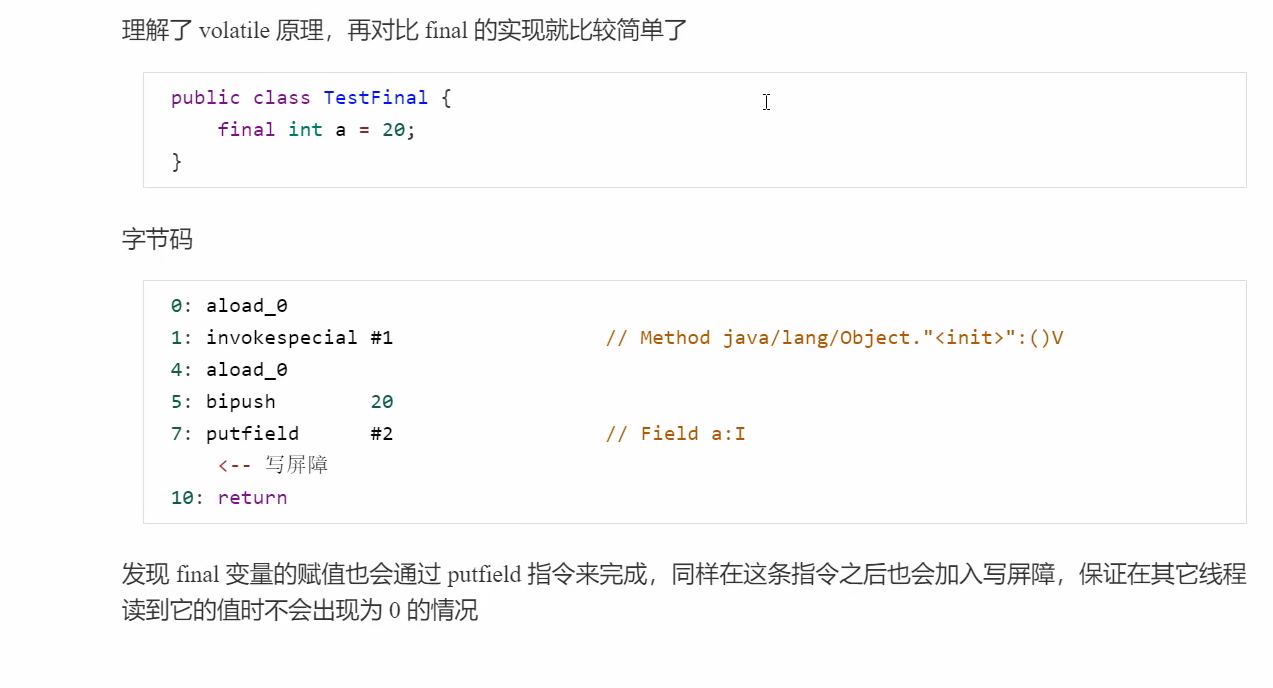 理解了 volatile 原理，再对比 final 的实现就比较简单了
public class TestFinal {
    final int a = 20;
}
字节码
0: aload_0
1: invokespecial #1                  // Method java/lang/Object."<init>":()V
4: aload_0
5: bipush        20
7: putfield      #2                  // Field a:I
    <-- 写屏障
10: return
发现 final 变量的赋值也会通过 putfield 指令来完成，同样在这条指令之后也会加入写屏障，保证在其它线程
读到它的值时不会出现为 0 的情况